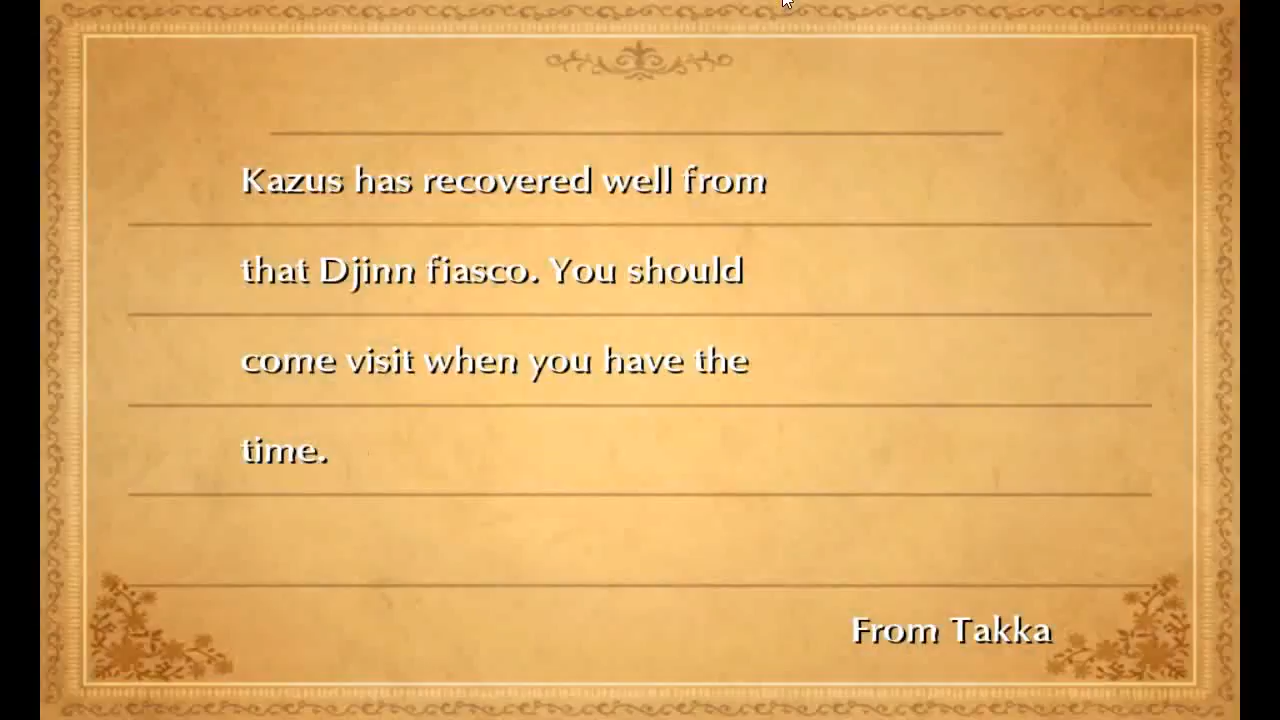 Kazus has recovered well from
that Djinn fiasco. You should
come visit when you have the
time.
From Takka